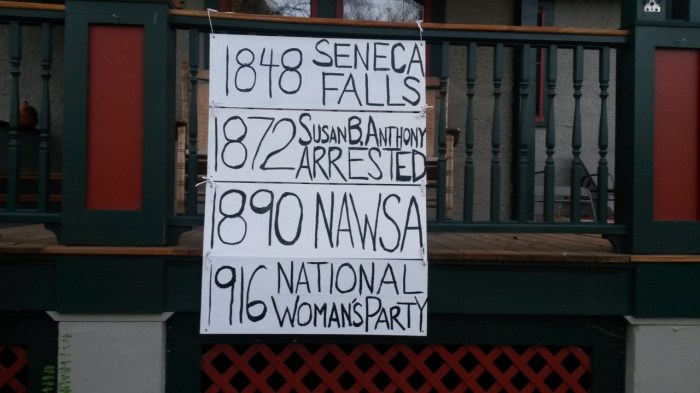 1848 SENECA
FALLS
1872 SUSAN B. ANTHONY
ARRESTED
1890 NAWSA
1916 NATIONAL
WOMAN'S PARTY